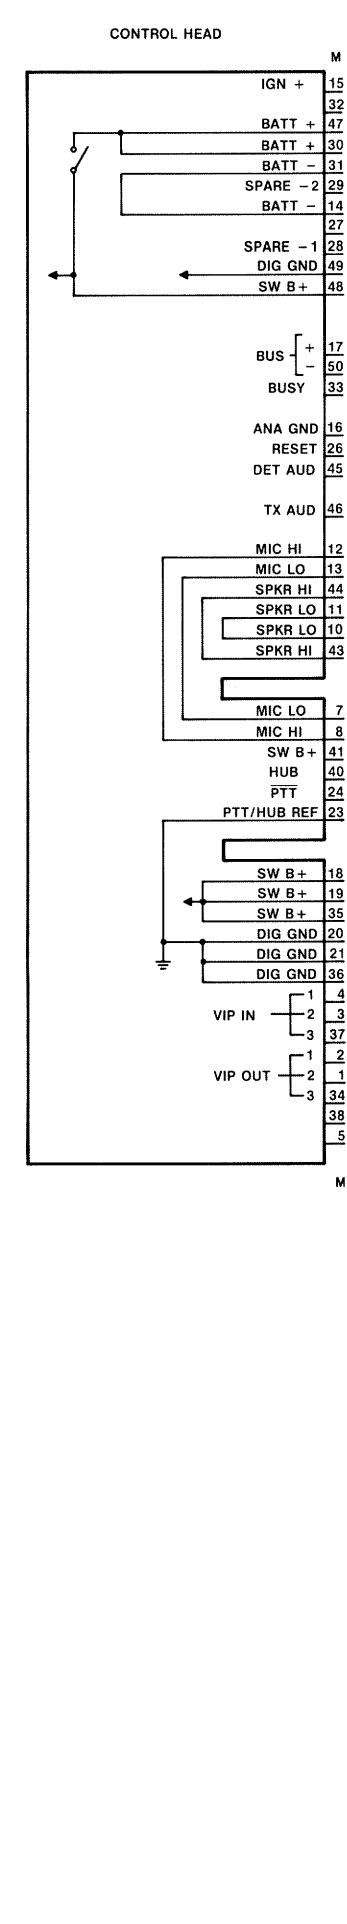 CONTROL HEAD
M
IGN + 15
32
BATT + 47
BATT + 30
BATT - 31
SPARE -2 29
BATT - 14
27
SPARE -1 28
DIG GND 49
SW B+ 48
BUS + 17
- 50
BUSY 33
ANA GND 16
RESET 26
DET AUD 45
TX AUD 46
MIC HI 12
MIC LO 13
SPKR HI 44
SPKR LO 11
SPKR LO 10
SPKR HI 43
MIC LO 7
MIC HI 8
SW B+ 41
HUB 40
PTT 24
PTT/HUB REF 23
SW B+ 18
SW B+ 19
SW B+ 35
DIG GND 20
DIG GND 21
DIG GND 36
1 4
VIP IN 2 3
3 37
1 2
VIP OUT 2 1
3 34
38
5
M